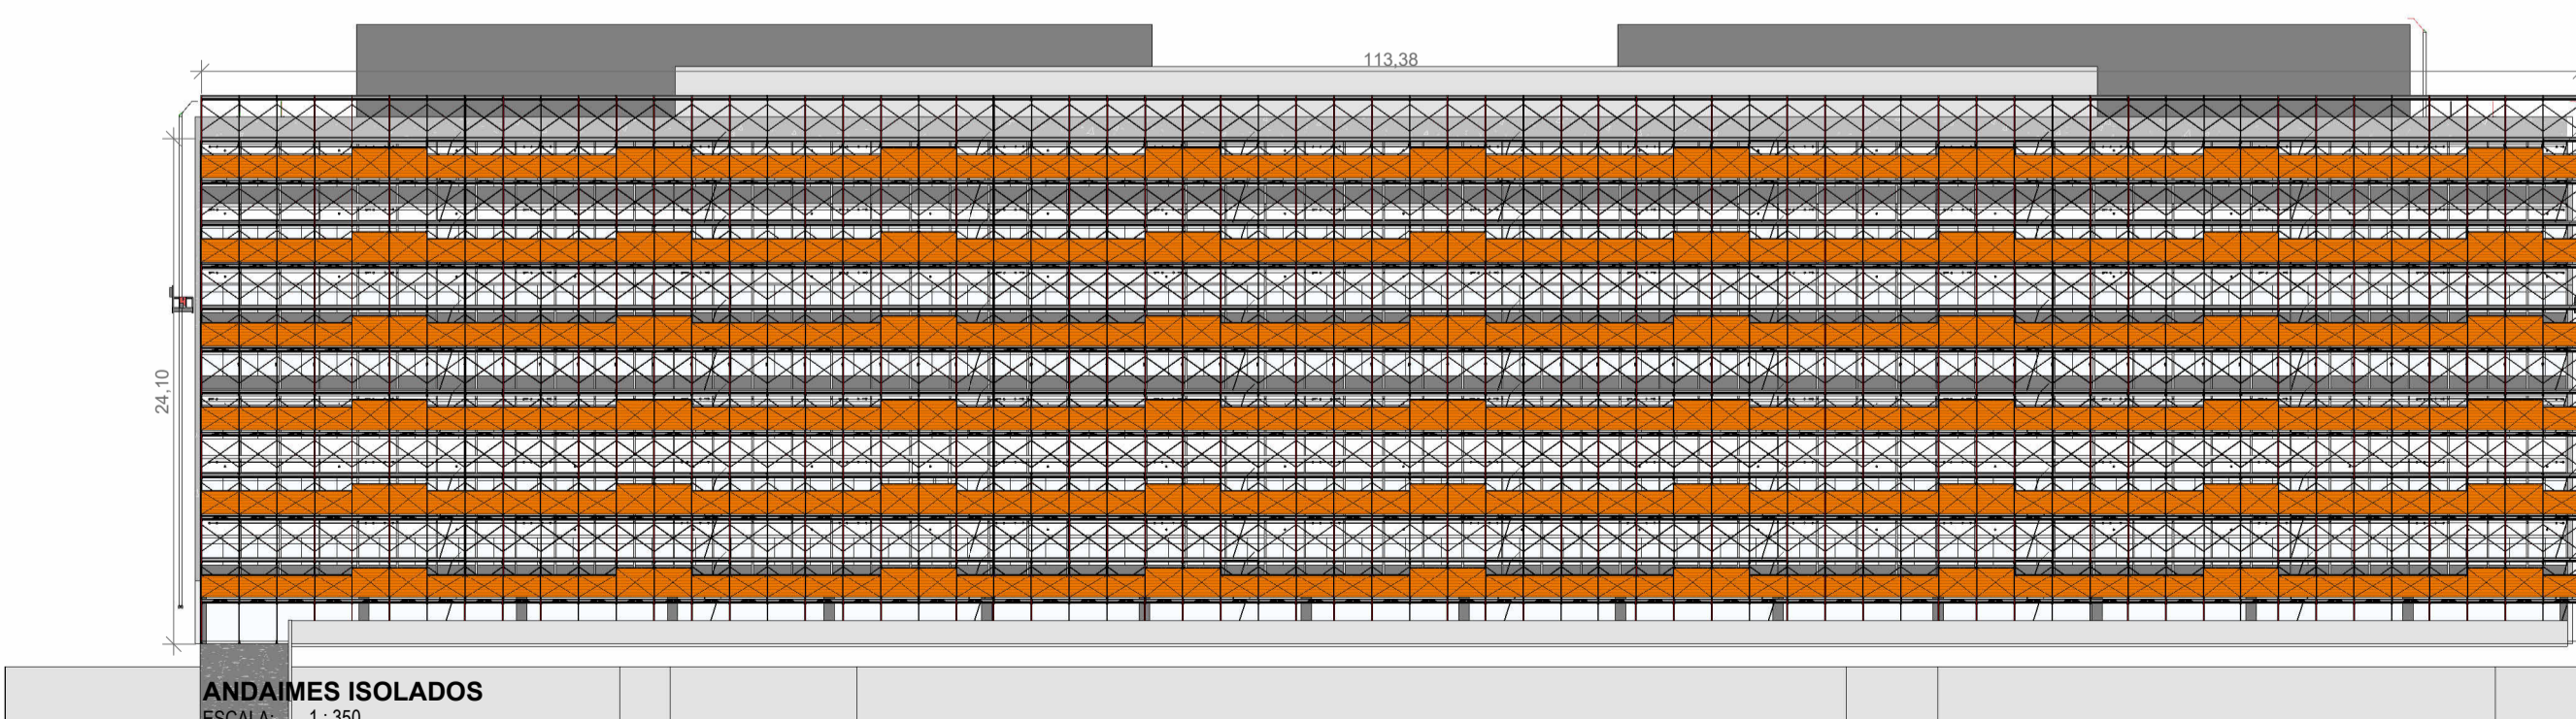 113,38
24,10
ANDAIMES ISOLADOS
ESCALA: 1 : 350